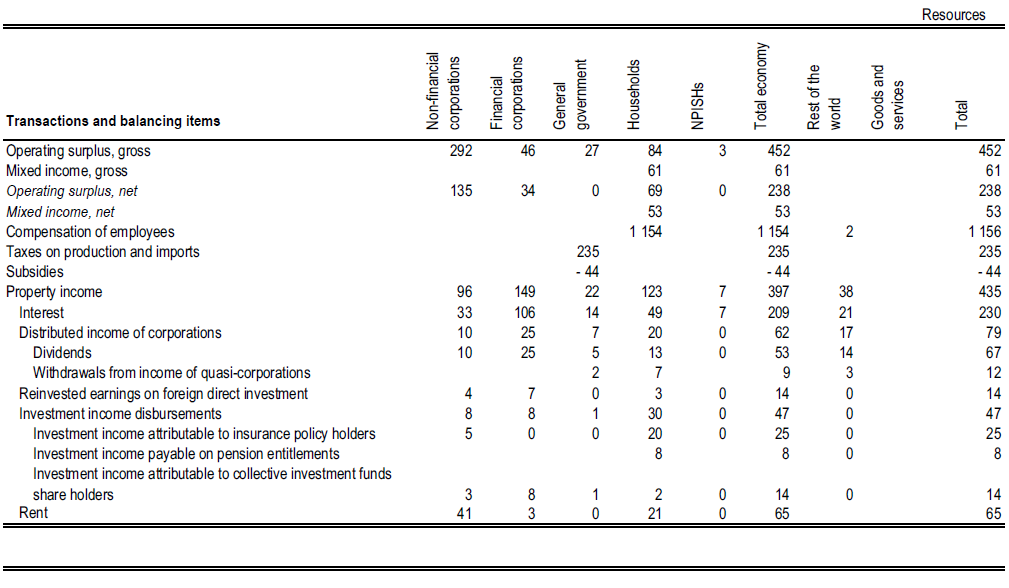 Resources
Transactions and balancing items Non-financial corporations Financial corporations General government Households NPISHs Total economy Rest of the world Goods and services Total
Operating surplus, gross 292 46 27 84 3 452 452
Mixed income, gross 61 61 61
Operating surplus, net 135 34 0 69 0 238 238
Mixed income, net 53 53 53
Compensation of employees 1 154 1 154 2 1 156
Taxes on production and imports 235 235 235
Subsidies - 44 - 44 - 44
Property income 96 149 22 123 7 397 38 435
Interest 33 106 14 49 7 209 21 230
Distributed income of corporations 10 25 7 20 0 62 17 79
Dividends 10 25 5 13 0 53 14 67
Withdrawals from income of quasi-corporations 2 7 9 3 12
Reinvested earnings on foreign direct investment 4 7 0 3 0 14 0 14
Investment income disbursements 8 8 1 30 0 47 0 47
Investment income attributable to insurance policy holders 5 0 0 20 0 25 0 25
Investment income payable on pension entitlements 8 8 0 8
Investment income attributable to collective investment funds
share holders 3 8 1 2 0 14 0 14
Rent 41 3 0 21 0 65 65